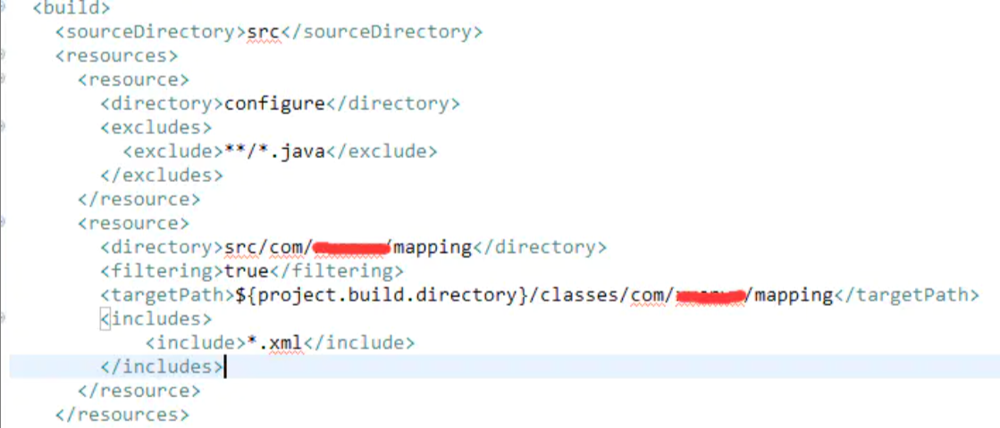 <build>
<sourceDirectory>src</sourceDirectory>
<resources>
<resource>
<directory>configure</directory>
<excludes>
<exclude>**/*.java</exclude>
</excludes>
</resource>
<resource>
<directory>src/com/ /mapping</directory>
<filtering>true</filtering>
<targetPath>${project.build.directory}/classes/com/ /mapping</targetPath>
<includes>
<include>*.xml</include>
</includes>
</resource>
</resources>